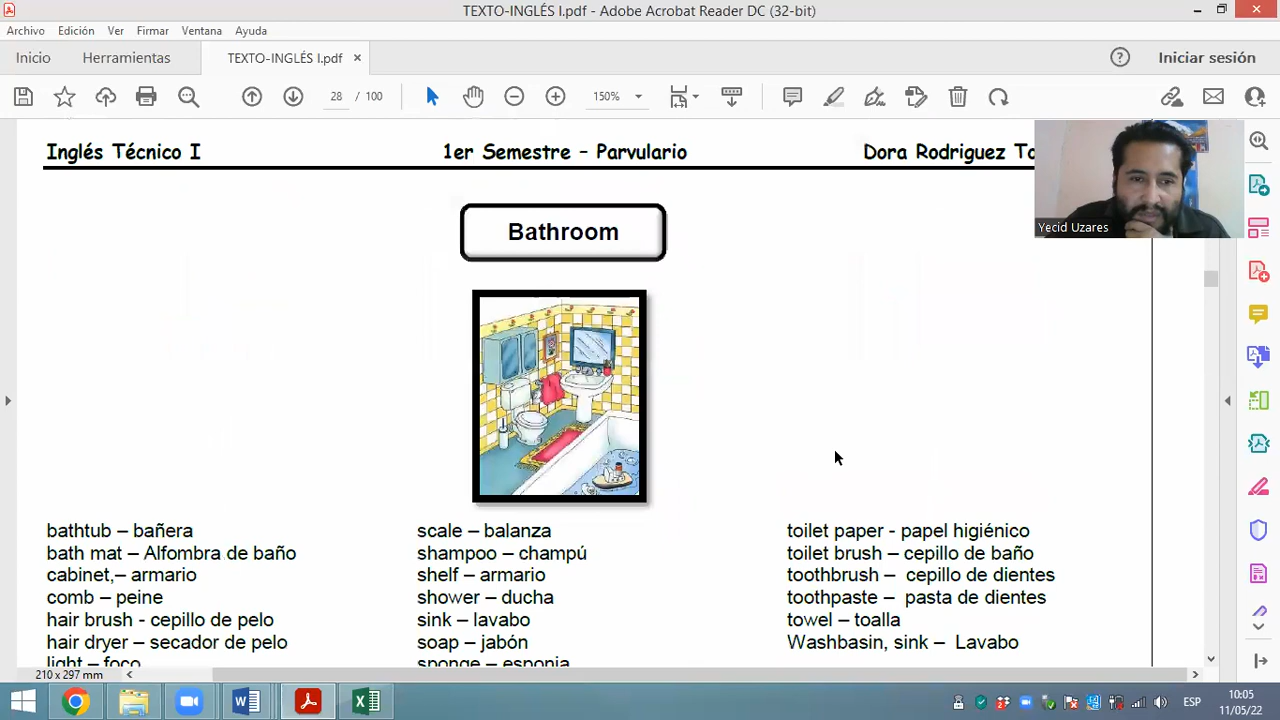 TEXTO-INGLÉS I.pdf - Adobe Acrobat Reader DC (32-bit)
Archivo Edición Ver Firmar Ventana Ayuda
Inicio Herramientas TEXTO-INGLÉS I.pdf × Iniciar sesión
28 / 100 150%
Inglés Técnico I 1er Semestre – Parvulario Dora Rodriguez
Yecid Uzares
Bathroom
bathtub – bañera
bath mat – Alfombra de baño
cabinet,– armario
comb – peine
hair brush - cepillo de pelo
hair dryer – secador de pelo
light – foco
scale – balanza
shampoo – champú
shelf – armario
shower – ducha
sink – lavabo
soap – jabón
sponge – esponja
toilet paper - papel higiénico
toilet brush – cepillo de baño
toothbrush – cepillo de dientes
toothpaste – pasta de dientes
towel – toalla
Washbasin, sink – Lavabo
210 x 297 mm
ESP
10:05
11/05/22